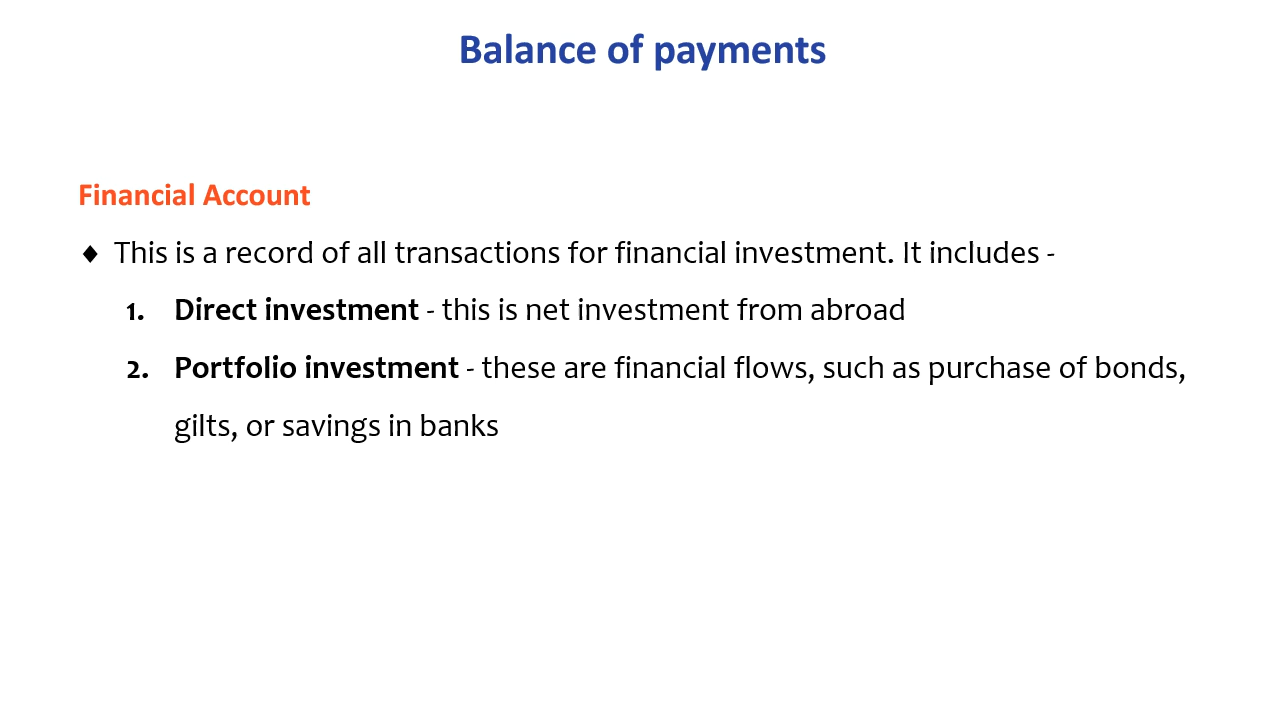 Balance of payments
Financial Account
♦ This is a record of all transactions for financial investment. It includes -
1. Direct investment - this is net investment from abroad
2. Portfolio investment - these are financial flows, such as purchase of bonds,
gilts, or savings in banks